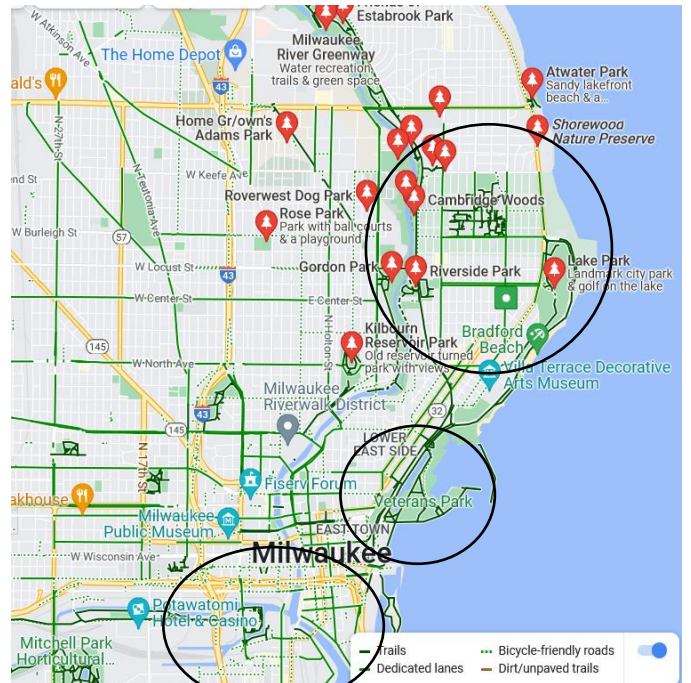 Estabrook Park
W Atkinson Ave
The Home Depot
Milwaukee
River Greenway
Water recreation,
trails & green space
Atwater Park
Sandy lakefront
beach & a...
ald's
43
Home Gr/own's
Adams Park
Shorewood
Nature Preserve
N 27th St
N Teutonia Ave
W Keefe Ave
nd St
Roverwest Dog Park
Cambridge Woods
Rose Park
Park with ball courts
& a playground
W Burleigh St
57
W Locust St
43
Gordon Park
Riverside Park
Lake Park
Landmark city park
& golf on the lake
W Center St
E Center St
N Holton St
145
Kilbourn
Reservoir Park
Old reservoir turned
park with views
Bradford
Beach
W North Ave
Villa Terrace Decorative
Arts Museum
Milwaukee
Riverwalk District
43
32
145
N 17th St
LOWER
EAST SIDE
akhouse
Fiserv Forum
Veterans Park
Milwaukee
Public Museum
EAST TOWN
W Wisconsin Ave
Milwaukee
Potawatomi
Hotel & Casino
Mitchell Park
Horticultural...
Trails
Bicycle-friendly roads
Dedicated lanes
Dirt/unpaved trails